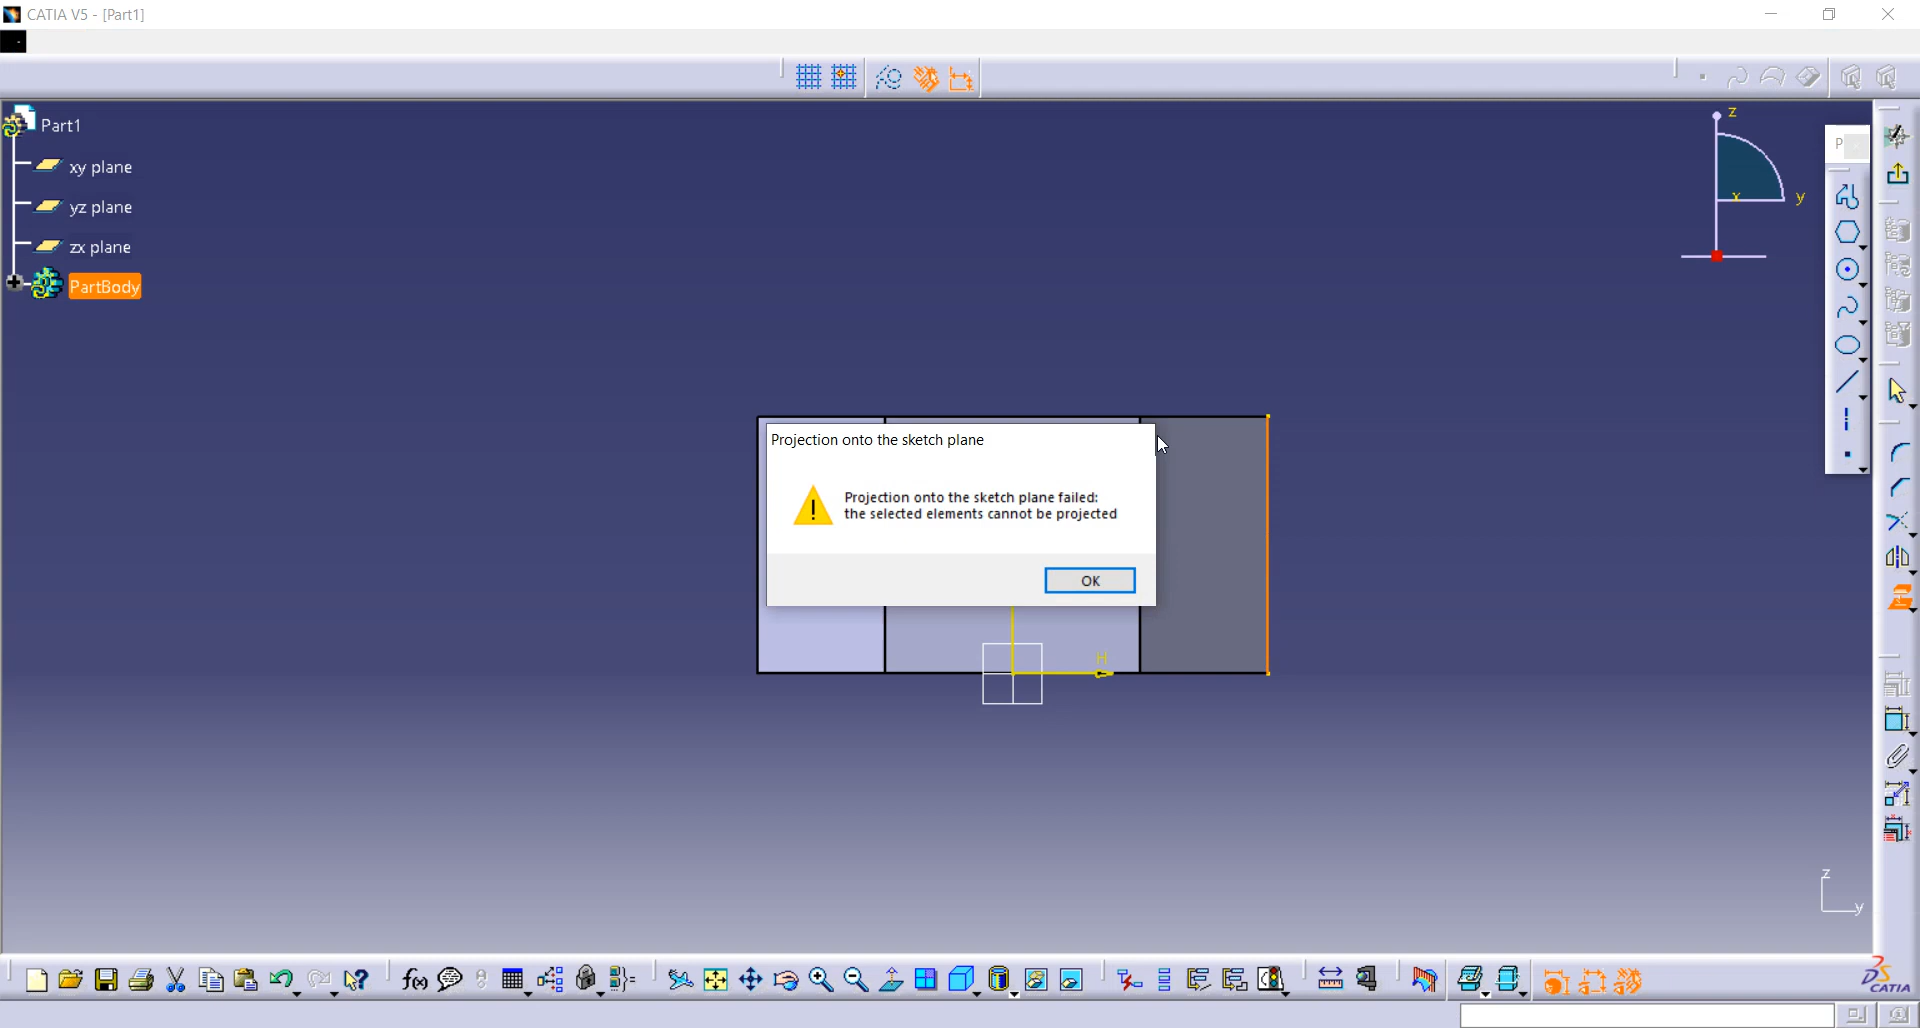 CATIA V5 - [Part1]
Part1
xy plane
yz plane
zx plane
PartBody
z
x
y
P
Projection onto the sketch plane
Projection onto the sketch plane failed:
the selected elements cannot be projected
OK
H
z
y
f(x)
CATIA